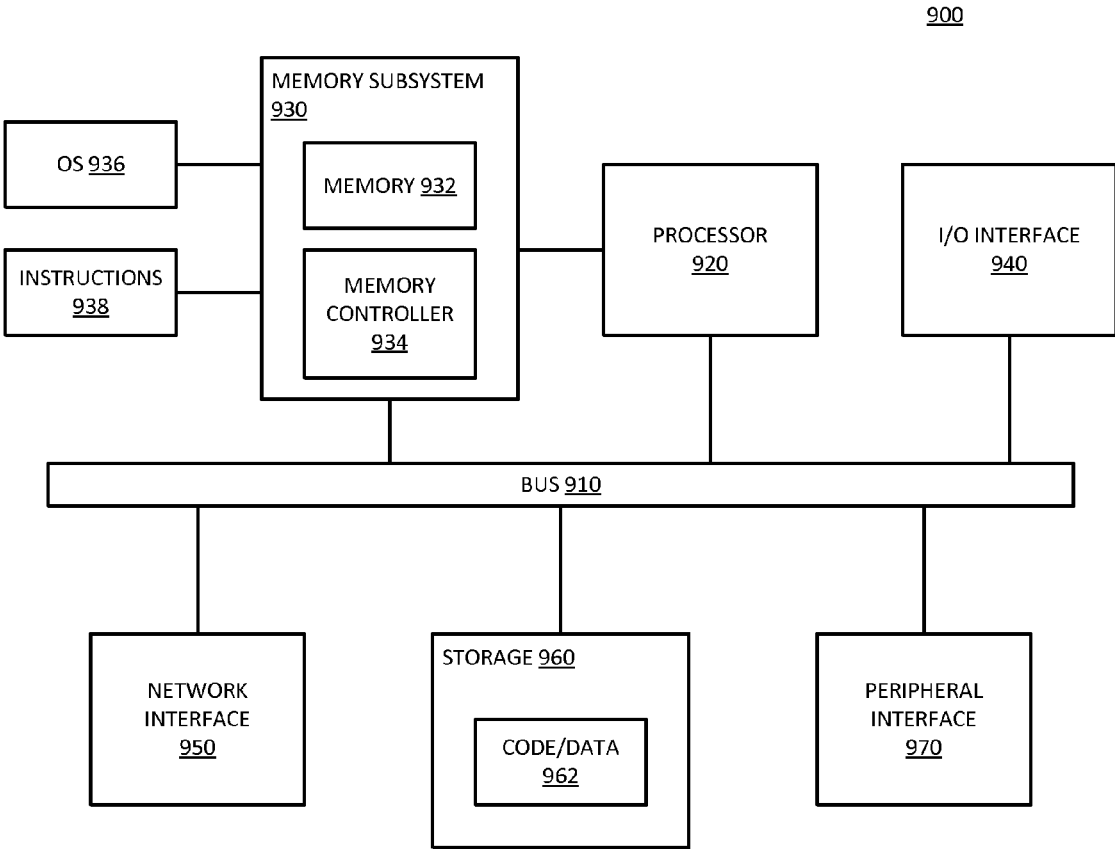 900
MEMORY SUBSYSTEM
930
OS 936
MEMORY 932
INSTRUCTIONS
938
MEMORY
CONTROLLER
934
PROCESSOR
920
I/O INTERFACE
940
BUS 910
NETWORK
INTERFACE
950
STORAGE 960
CODE/DATA
962
PERIPHERAL
INTERFACE
970